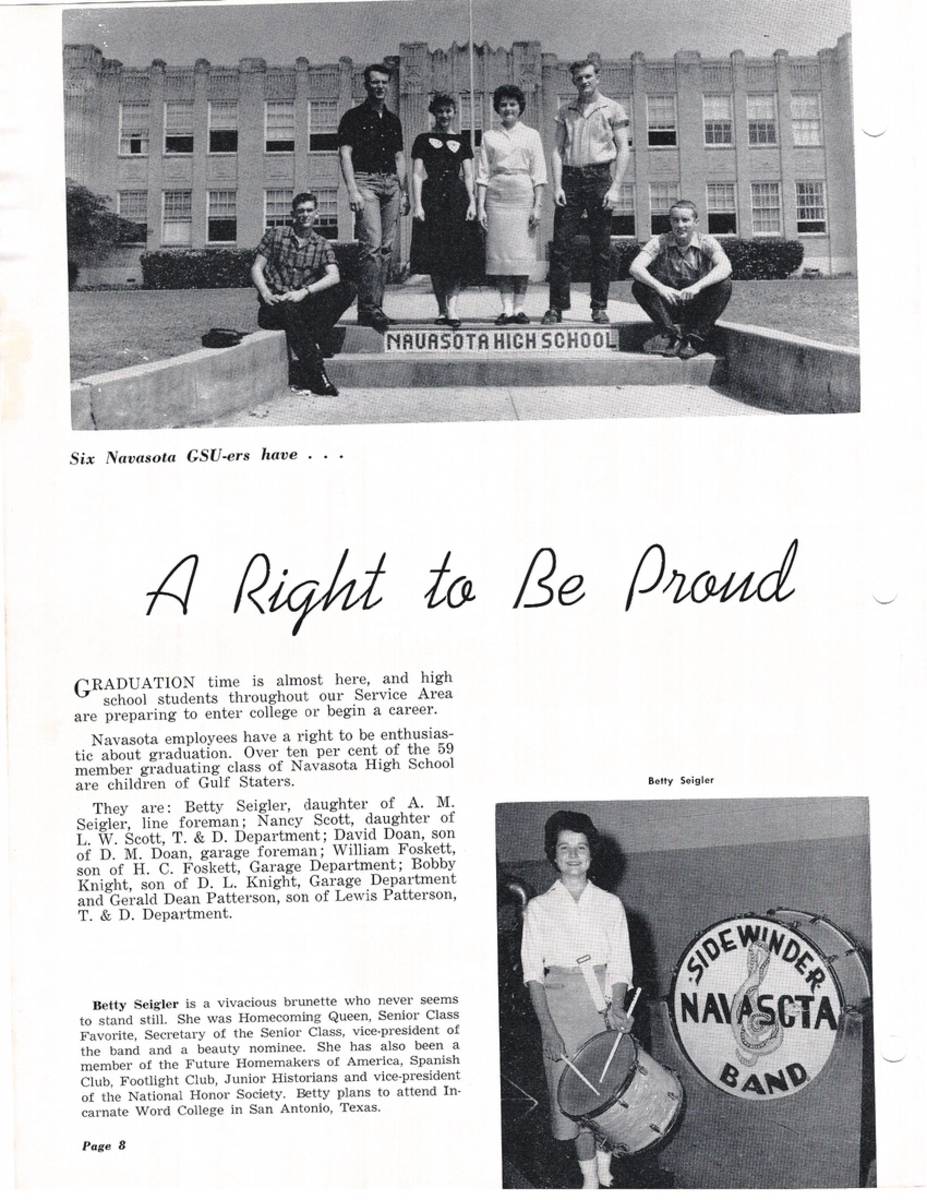 NAVASOTA HIGH SCHOOL
Six Navasota GSU-ers have . . .
A Right to Be Proud
GRADUATION time is almost here, and high
school students throughout our Service Area
are preparing to enter college or begin a career.
Navasota employees have a right to be enthusias-
tic about graduation. Over ten per cent of the 59
member graduating class of Navasota High School
are children of Gulf Staters.
They are: Betty Seigler, daughter of A. M.
Seigler, line foreman; Nancy Scott, daughter of
L. W. Scott, T. & D. Department; David Doan, son
of D. M. Doan, garage foreman; William Foskett,
son of H. C. Foskett, Garage Department; Bobby
Knight, son of D. L. Knight, Garage Department
and Gerald Dean Patterson, son of Lewis Patterson,
T. & D. Department.
Betty Seigler is a vivacious brunette who never seems
to stand still. She was Homecoming Queen, Senior Class
Favorite, Secretary of the Senior Class, vice-president of
the band and a beauty nominee. She has also been a
member of the Future Homemakers of America, Spanish
Club, Footlight Club, Junior Historians and vice-president
of the National Honor Society. Betty plans to attend In-
carnate Word College in San Antonio, Texas.
Page 8
Betty Seigler
SIDEWINDER
NAVASOTA
BAND